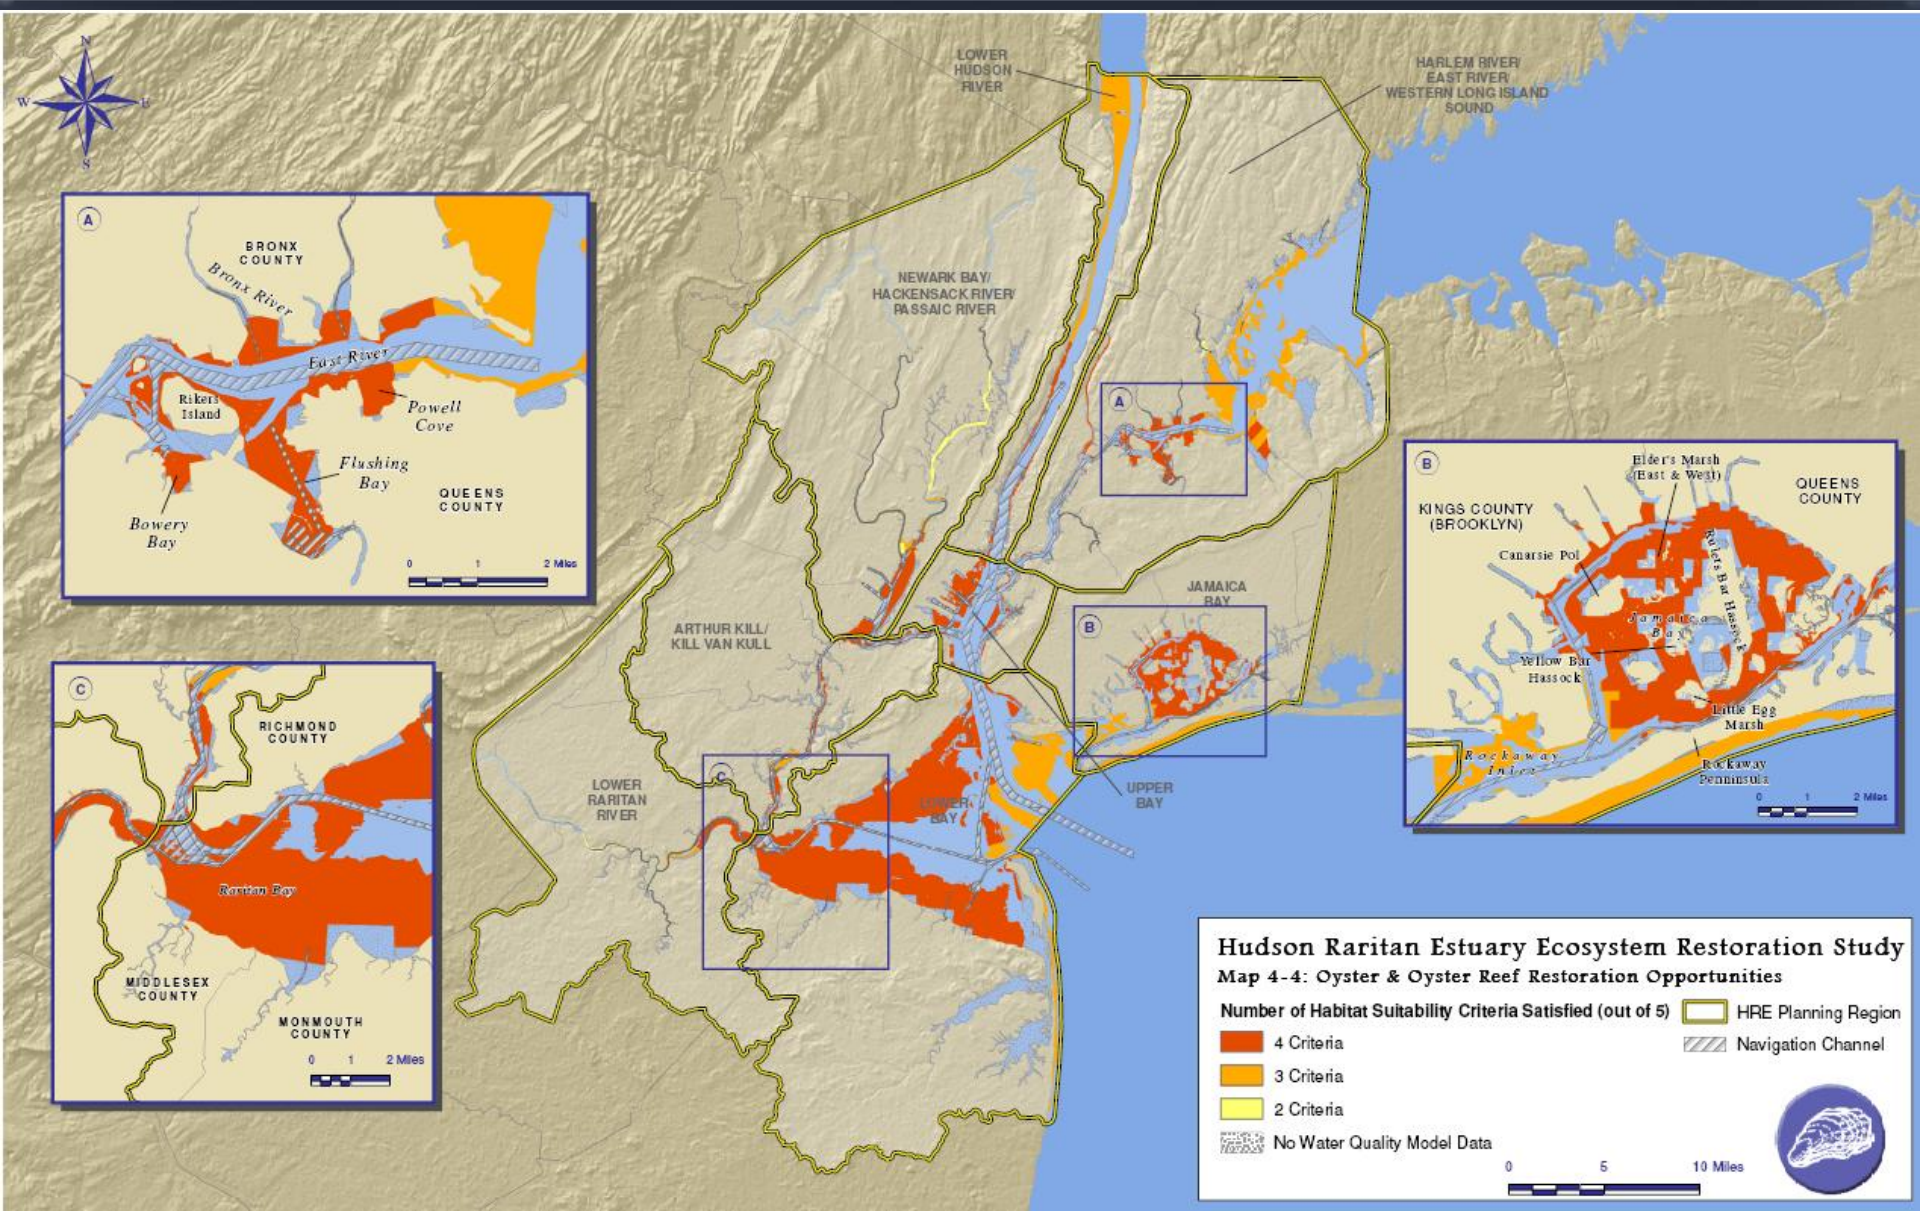 N
W
E
S
LOWER
HUDSON
RIVER
HARLEM RIVER/
EAST RIVER/
WESTERN LONG ISLAND
SOUND
NEWARK BAY/
HACKENSACK RIVER/
PASSAIC RIVER
ARTHUR KILL/
KILL VAN KULL
JAMAICA
BAY
LOWER
RARITAN
RIVER
LOWER
BAY
UPPER
BAY
A
B
C
A
BRONX
COUNTY
Bronx River
East River
Rikers
Island
Powell
Cove
Flushing
Bay
QUEENS
COUNTY
Bowery
Bay
0 1 2 Miles
B
Elder's Marsh
(East & West)
QUEENS
COUNTY
KINGS COUNTY
(BROOKLYN)
Canarsie Pol
Rulers Bar Hassock
Jamaica
Bay
Yellow Bar
Hassock
Little Egg
Marsh
Rockaway
Inlet
Rockaway
Penninsula
0 1 2 Miles
C
RICHMOND
COUNTY
Raritan Bay
MIDDLESEX
COUNTY
MONMOUTH
COUNTY
0 1 2 Miles
Hudson Raritan Estuary Ecosystem Restoration Study
Map 4-4: Oyster & Oyster Reef Restoration Opportunities
Number of Habitat Suitability Criteria Satisfied (out of 5)
4 Criteria
3 Criteria
2 Criteria
No Water Quality Model Data
HRE Planning Region
Navigation Channel
0 5 10 Miles